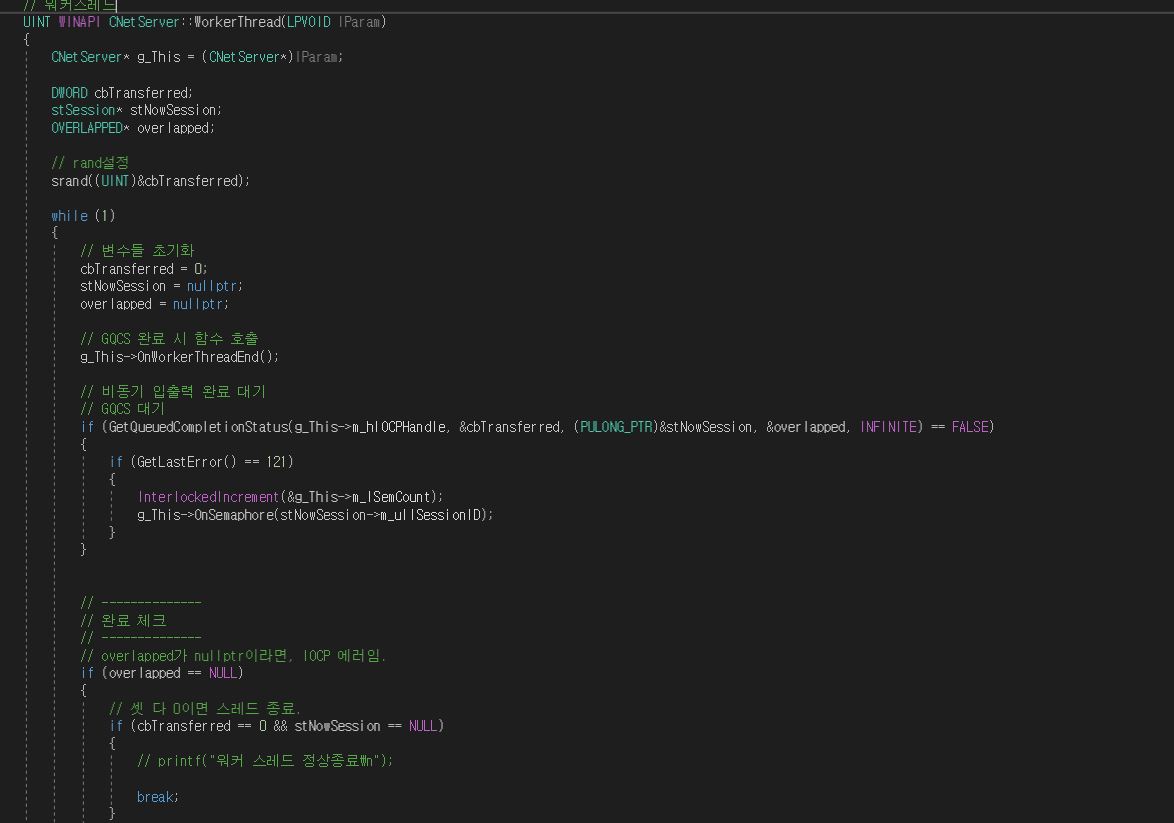 // 워커스레드
UINT WINAPI CNetServer::WorkerThread(LPVOID lParam)
{
CNetServer* g_This = (CNetServer*)lParam;
DWORD cbTransferred;
stSession* stNowSession;
OVERLAPPED* overlapped;
// rand설정
srand((UINT)&cbTransferred);
while (1)
{
// 변수들 초기화
cbTransferred = 0;
stNowSession = nullptr;
overlapped = nullptr;
// GQCS 완료 시 함수 호출
g_This->OnWorkerThreadEnd();
// 비동기 입출력 완료 대기
// GQCS 대기
if (GetQueuedCompletionStatus(g_This->m_hIOCPHandle, &cbTransferred, (PULONG_PTR)&stNowSession, &overlapped, INFINITE) == FALSE)
{
if (GetLastError() == 121)
{
InterlockedIncrement(&g_This->m_lSemCount);
g_This->OnSemaphore(stNowSession->m_ullSessionID);
}
}
// --------------
// 완료 체크
// --------------
// overlapped가 nullptr이라면, IOCP 에러임.
if (overlapped == NULL)
{
// 셋 다 0이면 스레드 종료.
if (cbTransferred == 0 && stNowSession == NULL)
{
// printf("워커 스레드 정상종료\n");
break;
}